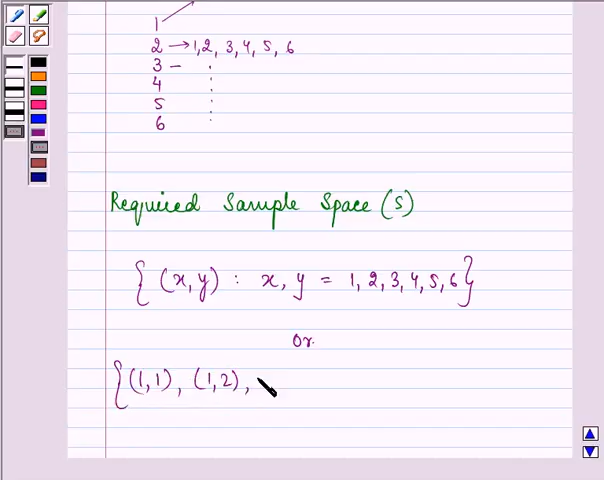 1
2 → 1, 2, 3, 4, 5, 6
3 –
4
5
6
Required Sample Space (S)
{(x, y) : x, y = 1, 2, 3, 4, 5, 6}
Or
{(1, 1), (1, 2),